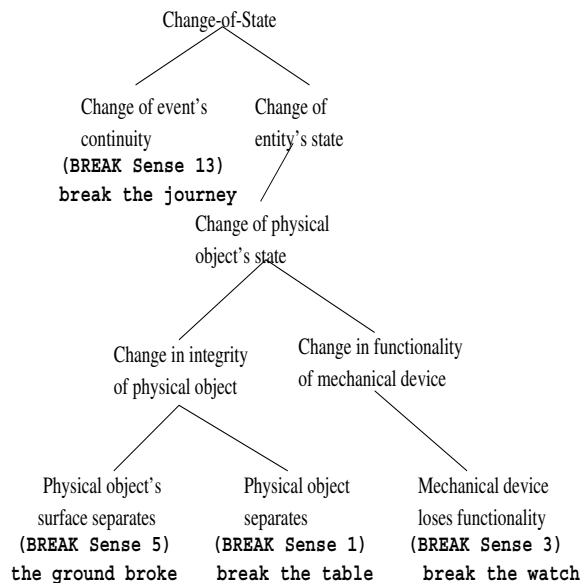 Change-of-State
Change of event's
continuity
(BREAK Sense 13)
break the journey
Change of
entity's state
Change of physical
object's state
Change in integrity
of physical object
Change in functionality
of mechanical device
Physical object's
surface separates
(BREAK Sense 5)
the ground broke
Physical object
separates
(BREAK Sense 1)
break the table
Mechanical device
loses functionality
(BREAK Sense 3)
break the watch